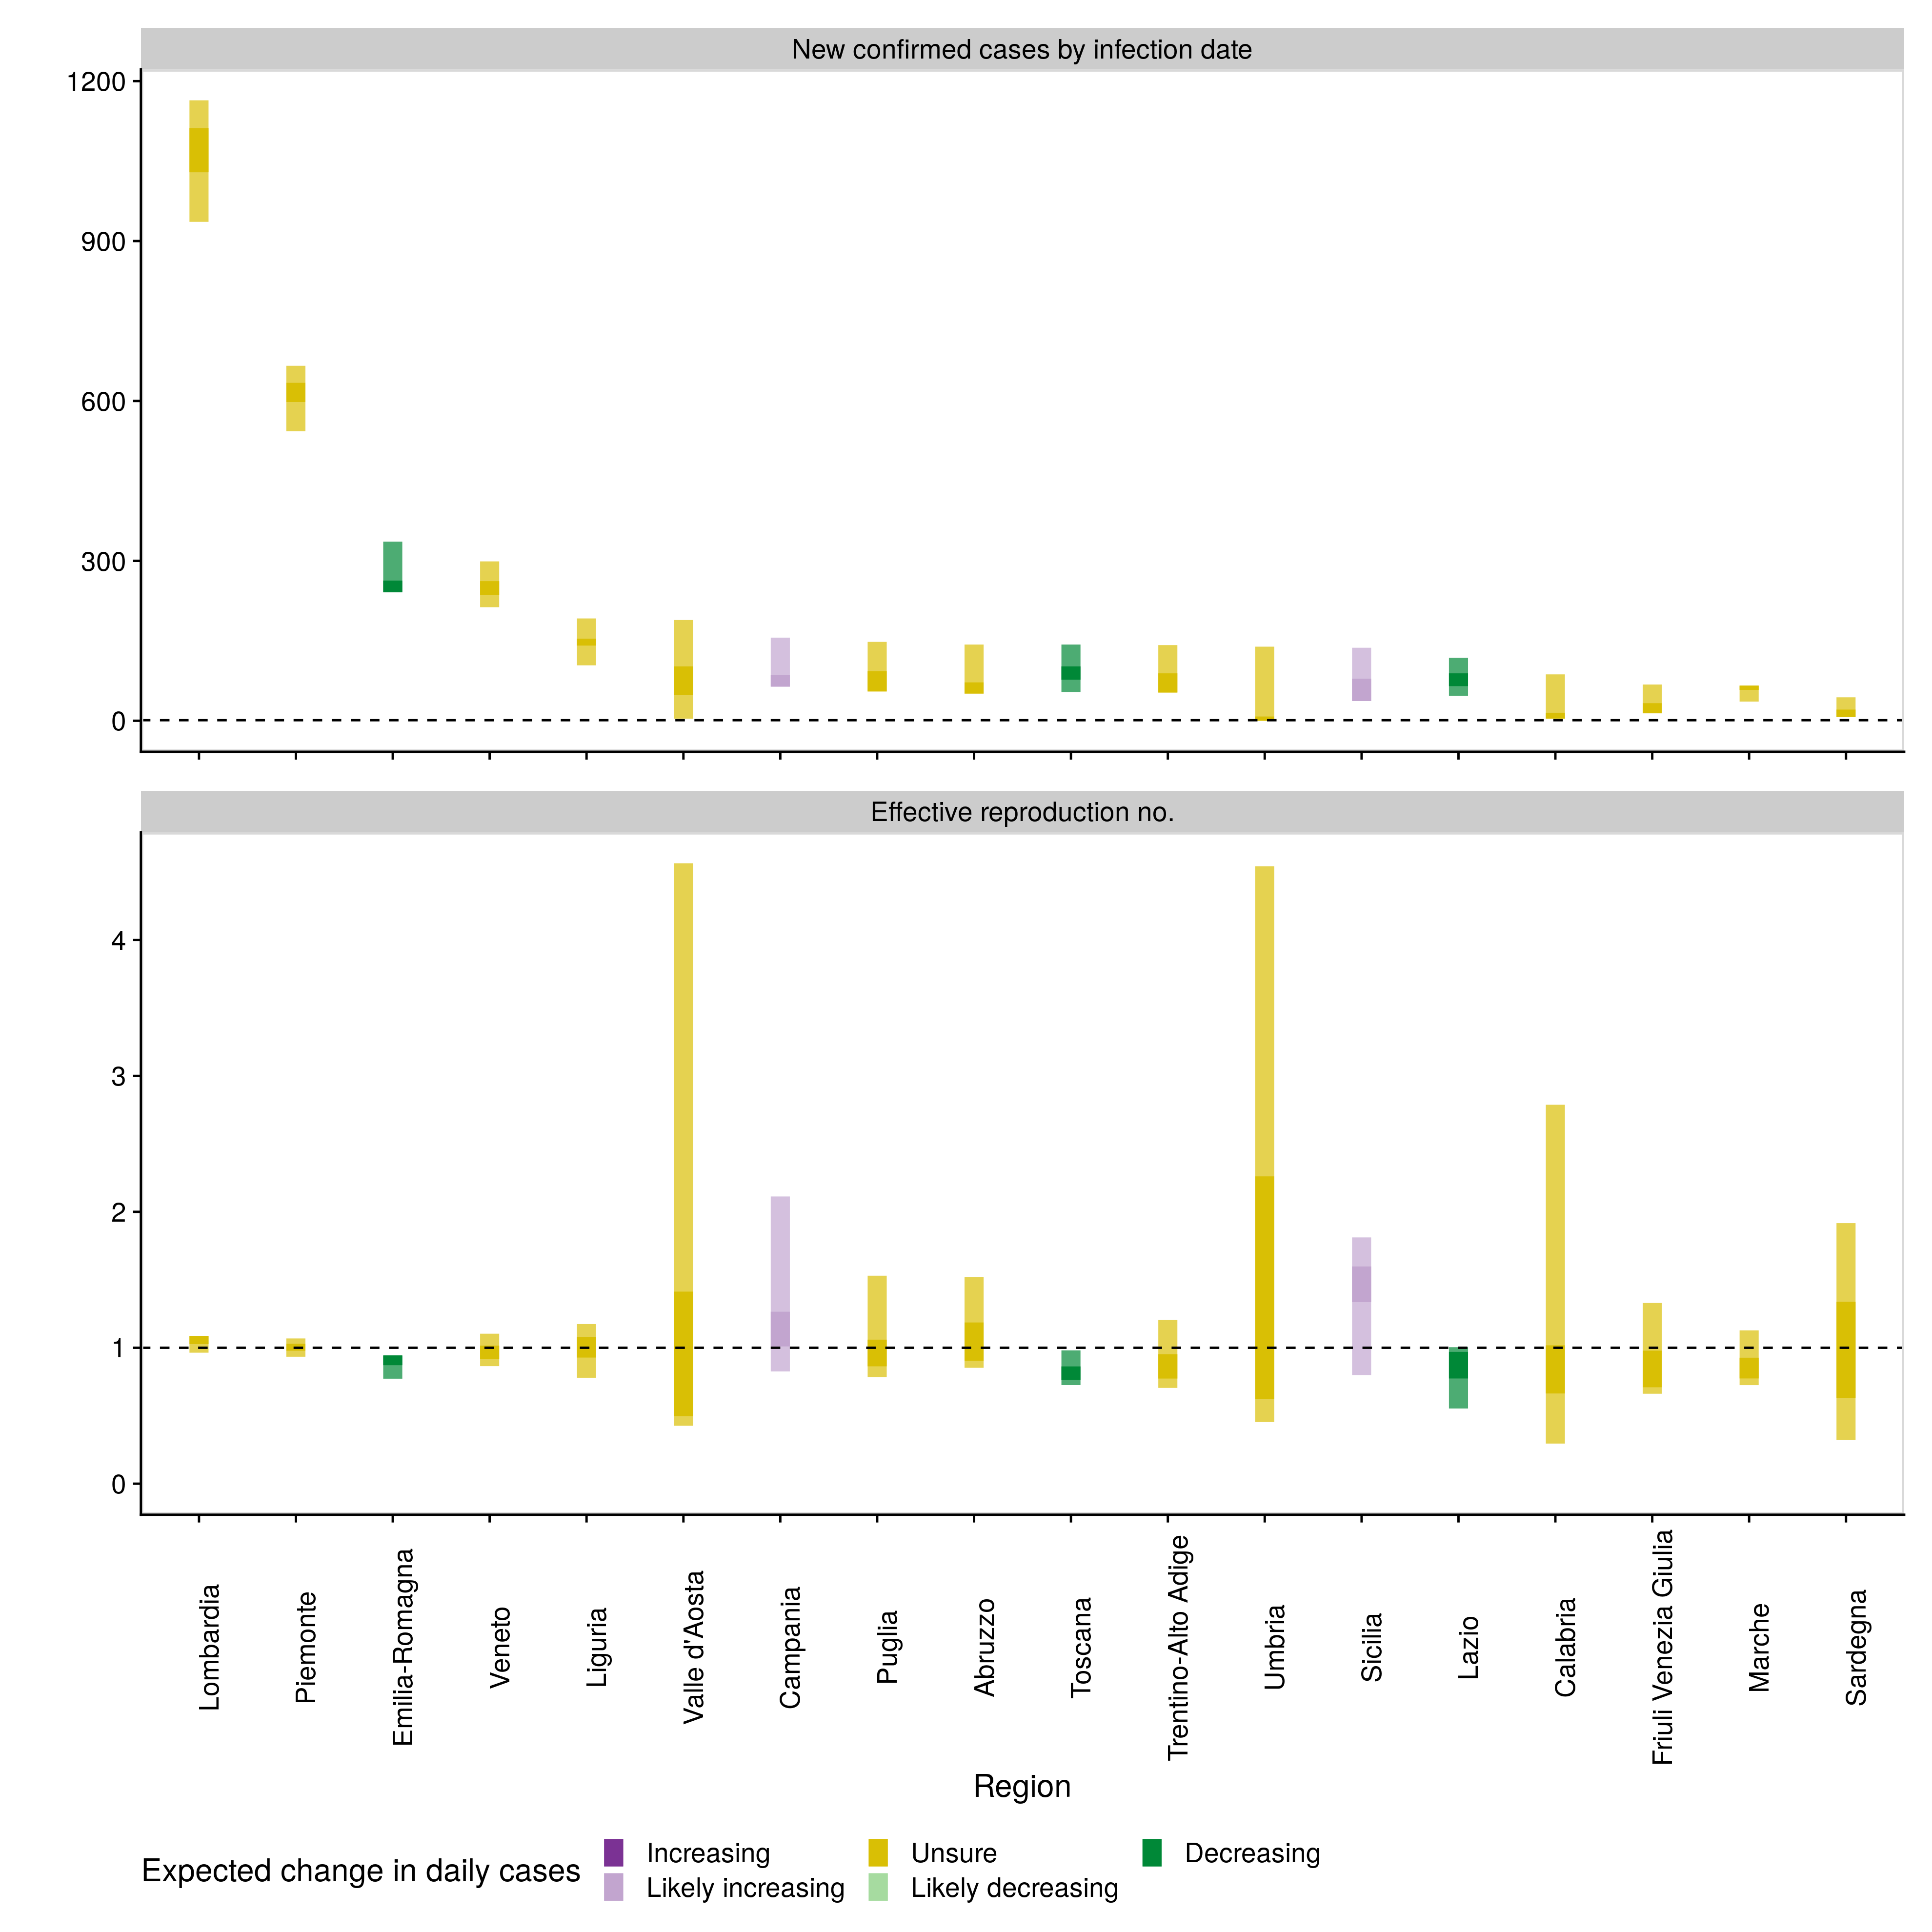 New confirmed cases by infection date
1200
900
600
300
0
Effective reproduction no.
4
3
2
1
0
Lombardia
Piemonte
Emilia-Romagna
Veneto
Liguria
Valle d'Aosta
Campania
Puglia
Abruzzo
Toscana
Trentino-Alto Adige
Umbria
Sicilia
Lazio
Calabria
Friuli Venezia Giulia
Marche
Sardegna
Region
Expected change in daily cases
Increasing
Unsure
Decreasing
Likely increasing
Likely decreasing